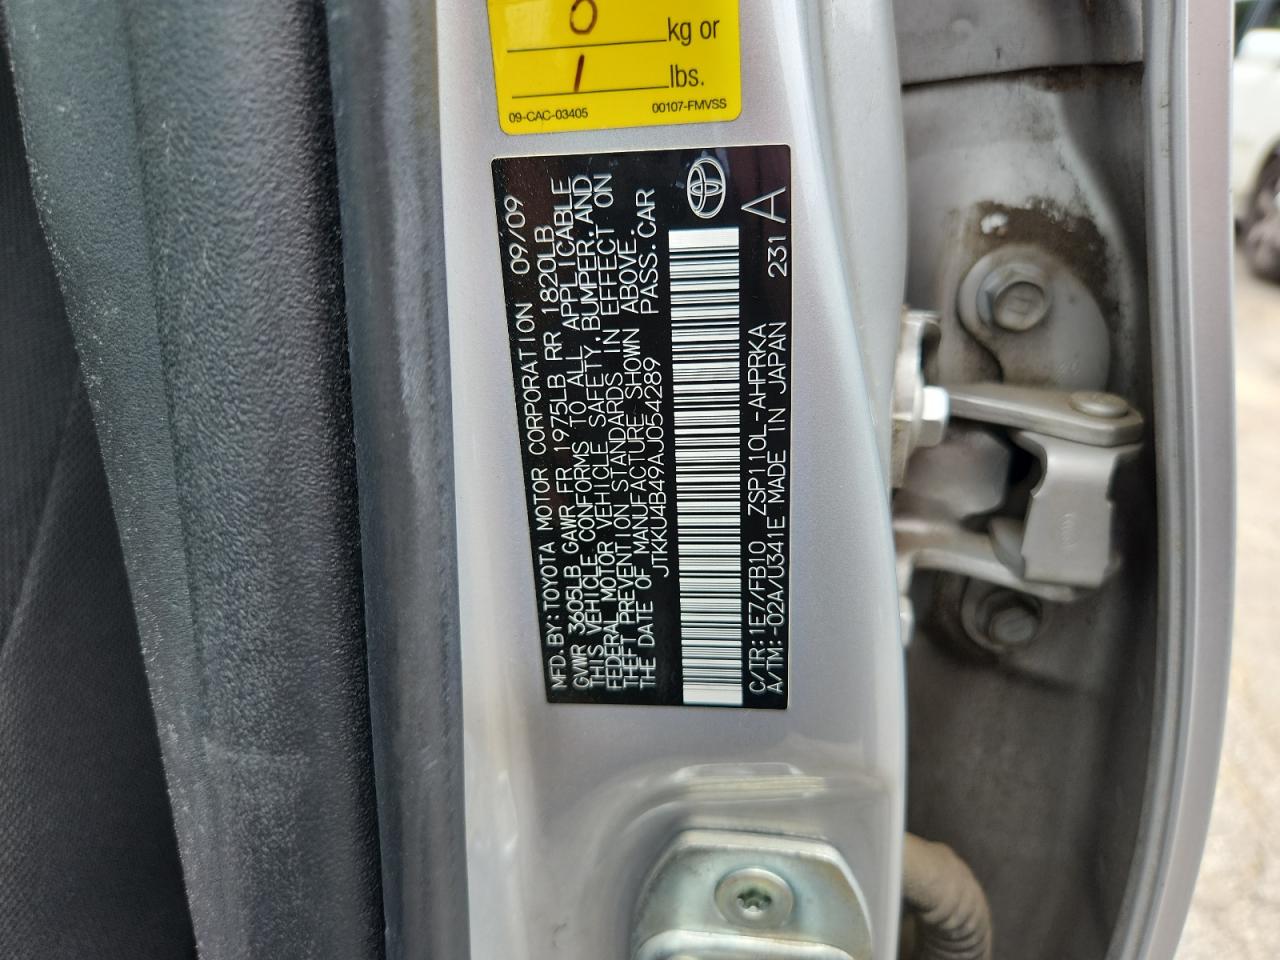 0 kg or
1 lbs.
09-CAC-03405 00107-FMVSS
MFD.BY:TOYOTA MOTOR CORPORATION 09/09
GVWR 3605LB GAWR FR 1975LB RR 1820LB
THIS VEHICLE CONFORMS TO ALL APPLICABLE
FEDERAL MOTOR VEHICLE SAFETY,BUMPER,AND
THEFT PREVENTION STANDARDS IN EFFECT ON
THE DATE OF MANUFACTURE SHOWN ABOVE.
JTKKU4B49AJ054289 PASS.CAR
C/TR:1E7/FB10 ZSP110L-AHPRKA 231
A/TM:-02A/U341E MADE IN JAPAN A